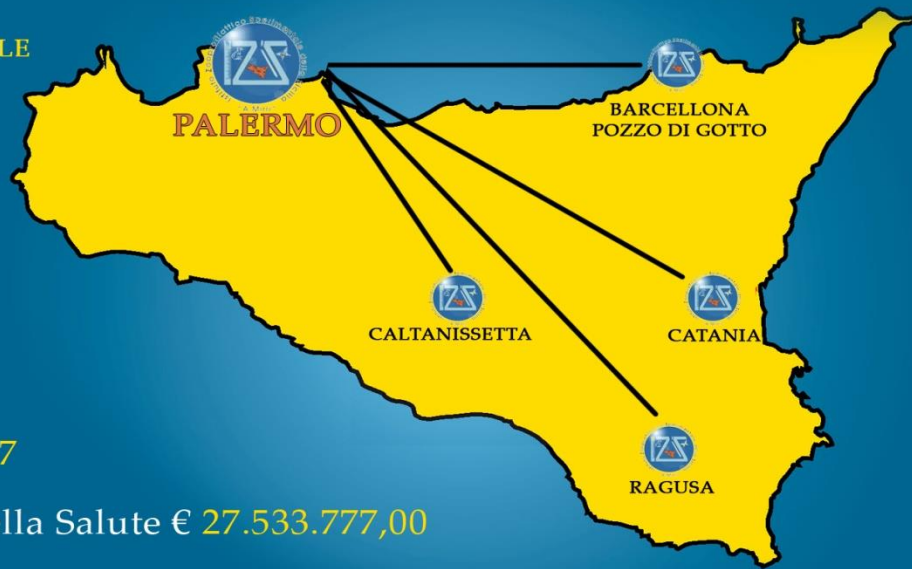 LE
PALERMO
BARCELLONA
POZZO DI GOTTO
CALTANISSETTA
CATANIA
RAGUSA
7
lla Salute € 27.533.777,00